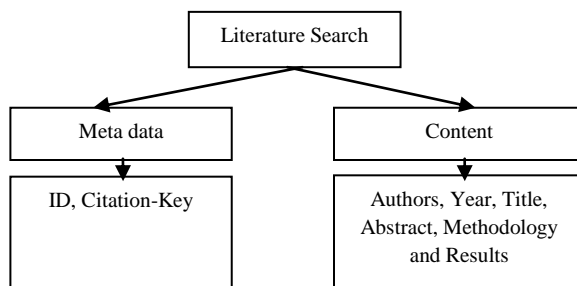 Literature Search
Meta data
Content
ID, Citation-Key
Authors, Year, Title,
Abstract, Methodology
and Results